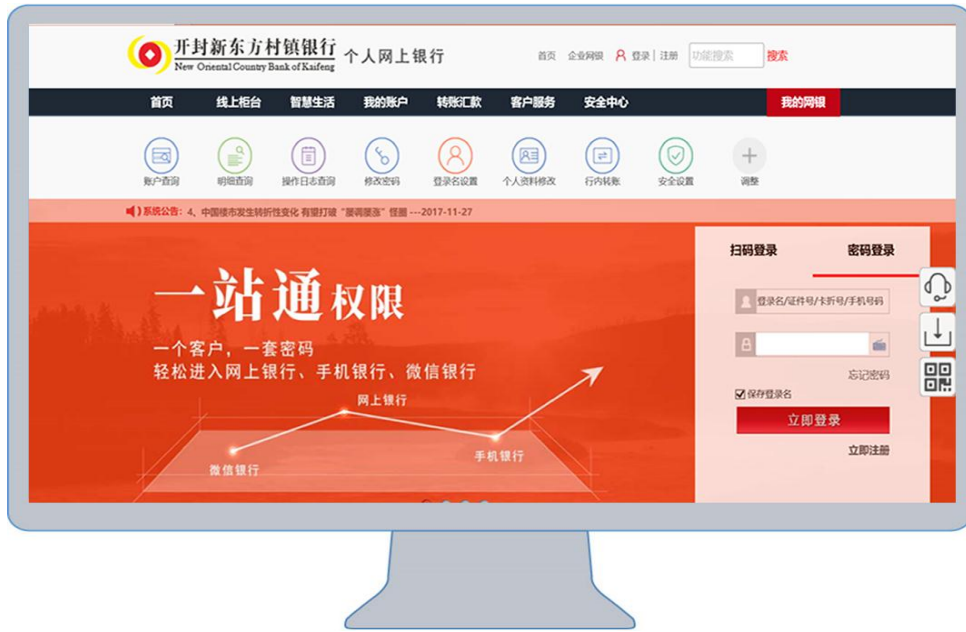 开封新东方村镇银行
New Oriental Country Bank of Kaifeng
个人网上银行
首页 企业网银 登录 | 注册 功能搜索 搜索
首页 线上柜台 智慧生活 我的账户 转账汇款 客户服务 安全中心 我的网银
账户查询 明细查询 操作日志查询 修改密码 登录名设置 个人资料修改 行内转账 安全设置 调整
系统公告: 4、中国楼市发生转折性变化 有望打破“屡调屡涨”怪圈 ---2017-11-27
扫码登录 密码登录
一站通权限
登录名/证件号/卡折号/手机号码
一个客户，一套密码
轻松进入网上银行、手机银行、微信银行
忘记密码
保存登录名
网上银行
立即登录
手机银行
立即注册
微信银行